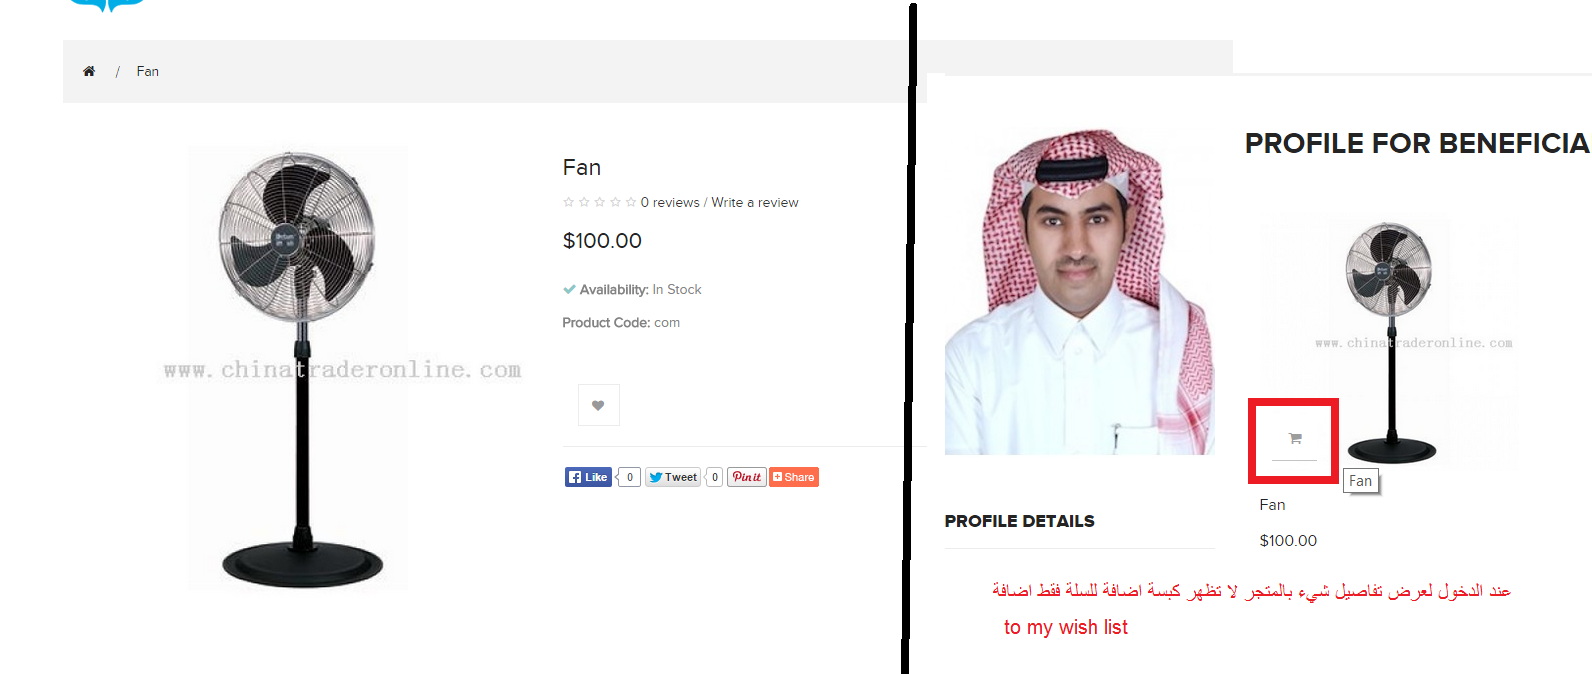 / Fan
www.chinatraderonline.com
Fan
0 reviews / Write a review
$100.00
Availability: In Stock
Product Code: com
Like 0 Tweet 0 Pin it Share
PROFILE FOR BENEFICIA
www.chinatraderonline.com
Fan
Fan
$100.00
PROFILE DETAILS
عند الدخول لعرض تفاصيل شيء بالمتجر لا تظهر كبسة اضافة للسلة فقط اضافة
to my wish list